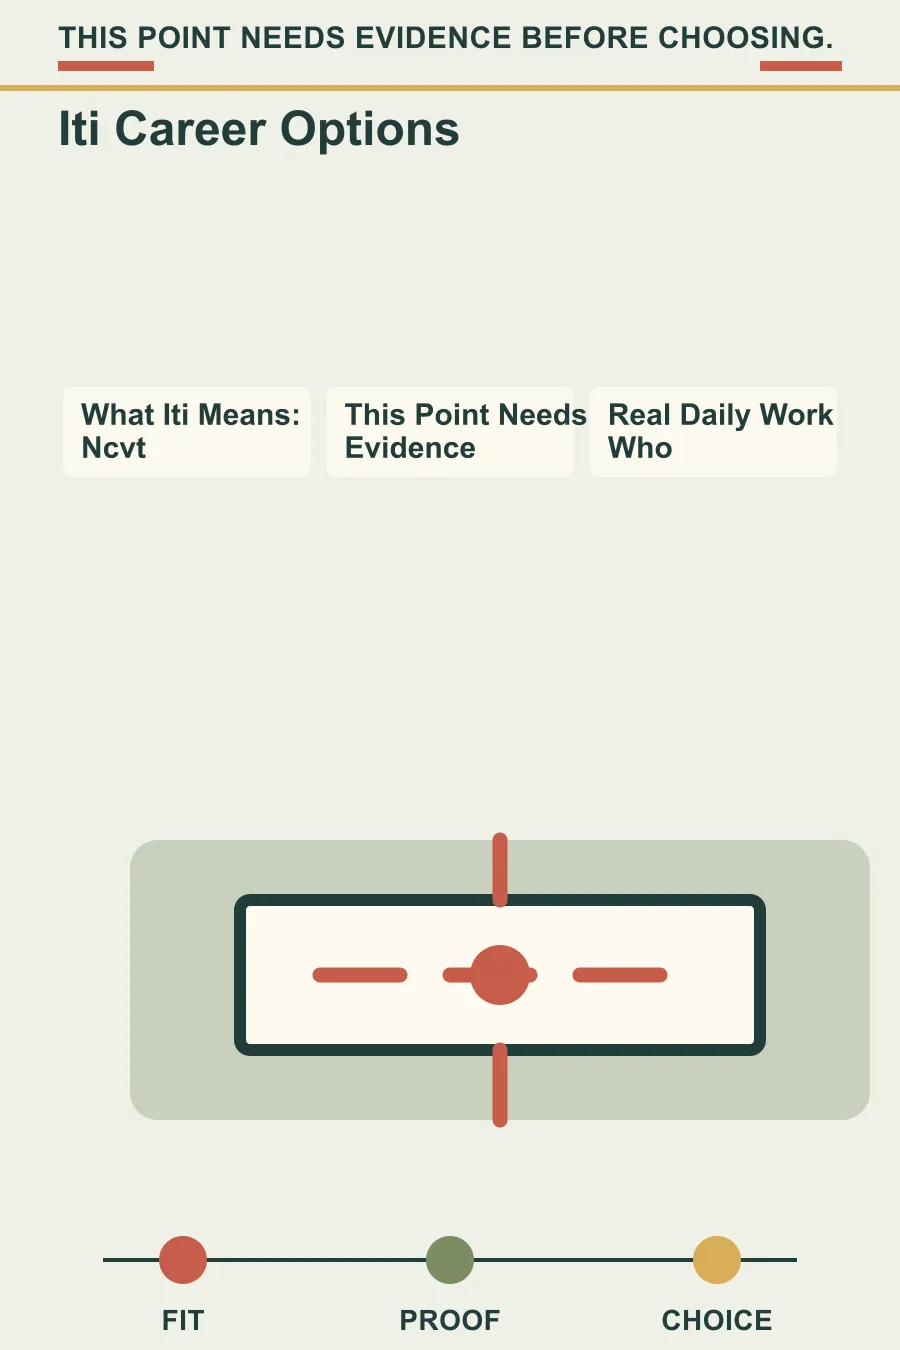 THIS POINT NEEDS EVIDENCE BEFORE CHOOSING.
Iti Career Options
What Iti Means:
Ncvt
This Point Needs
Evidence
Real Daily Work
Who
FIT
PROOF
CHOICE